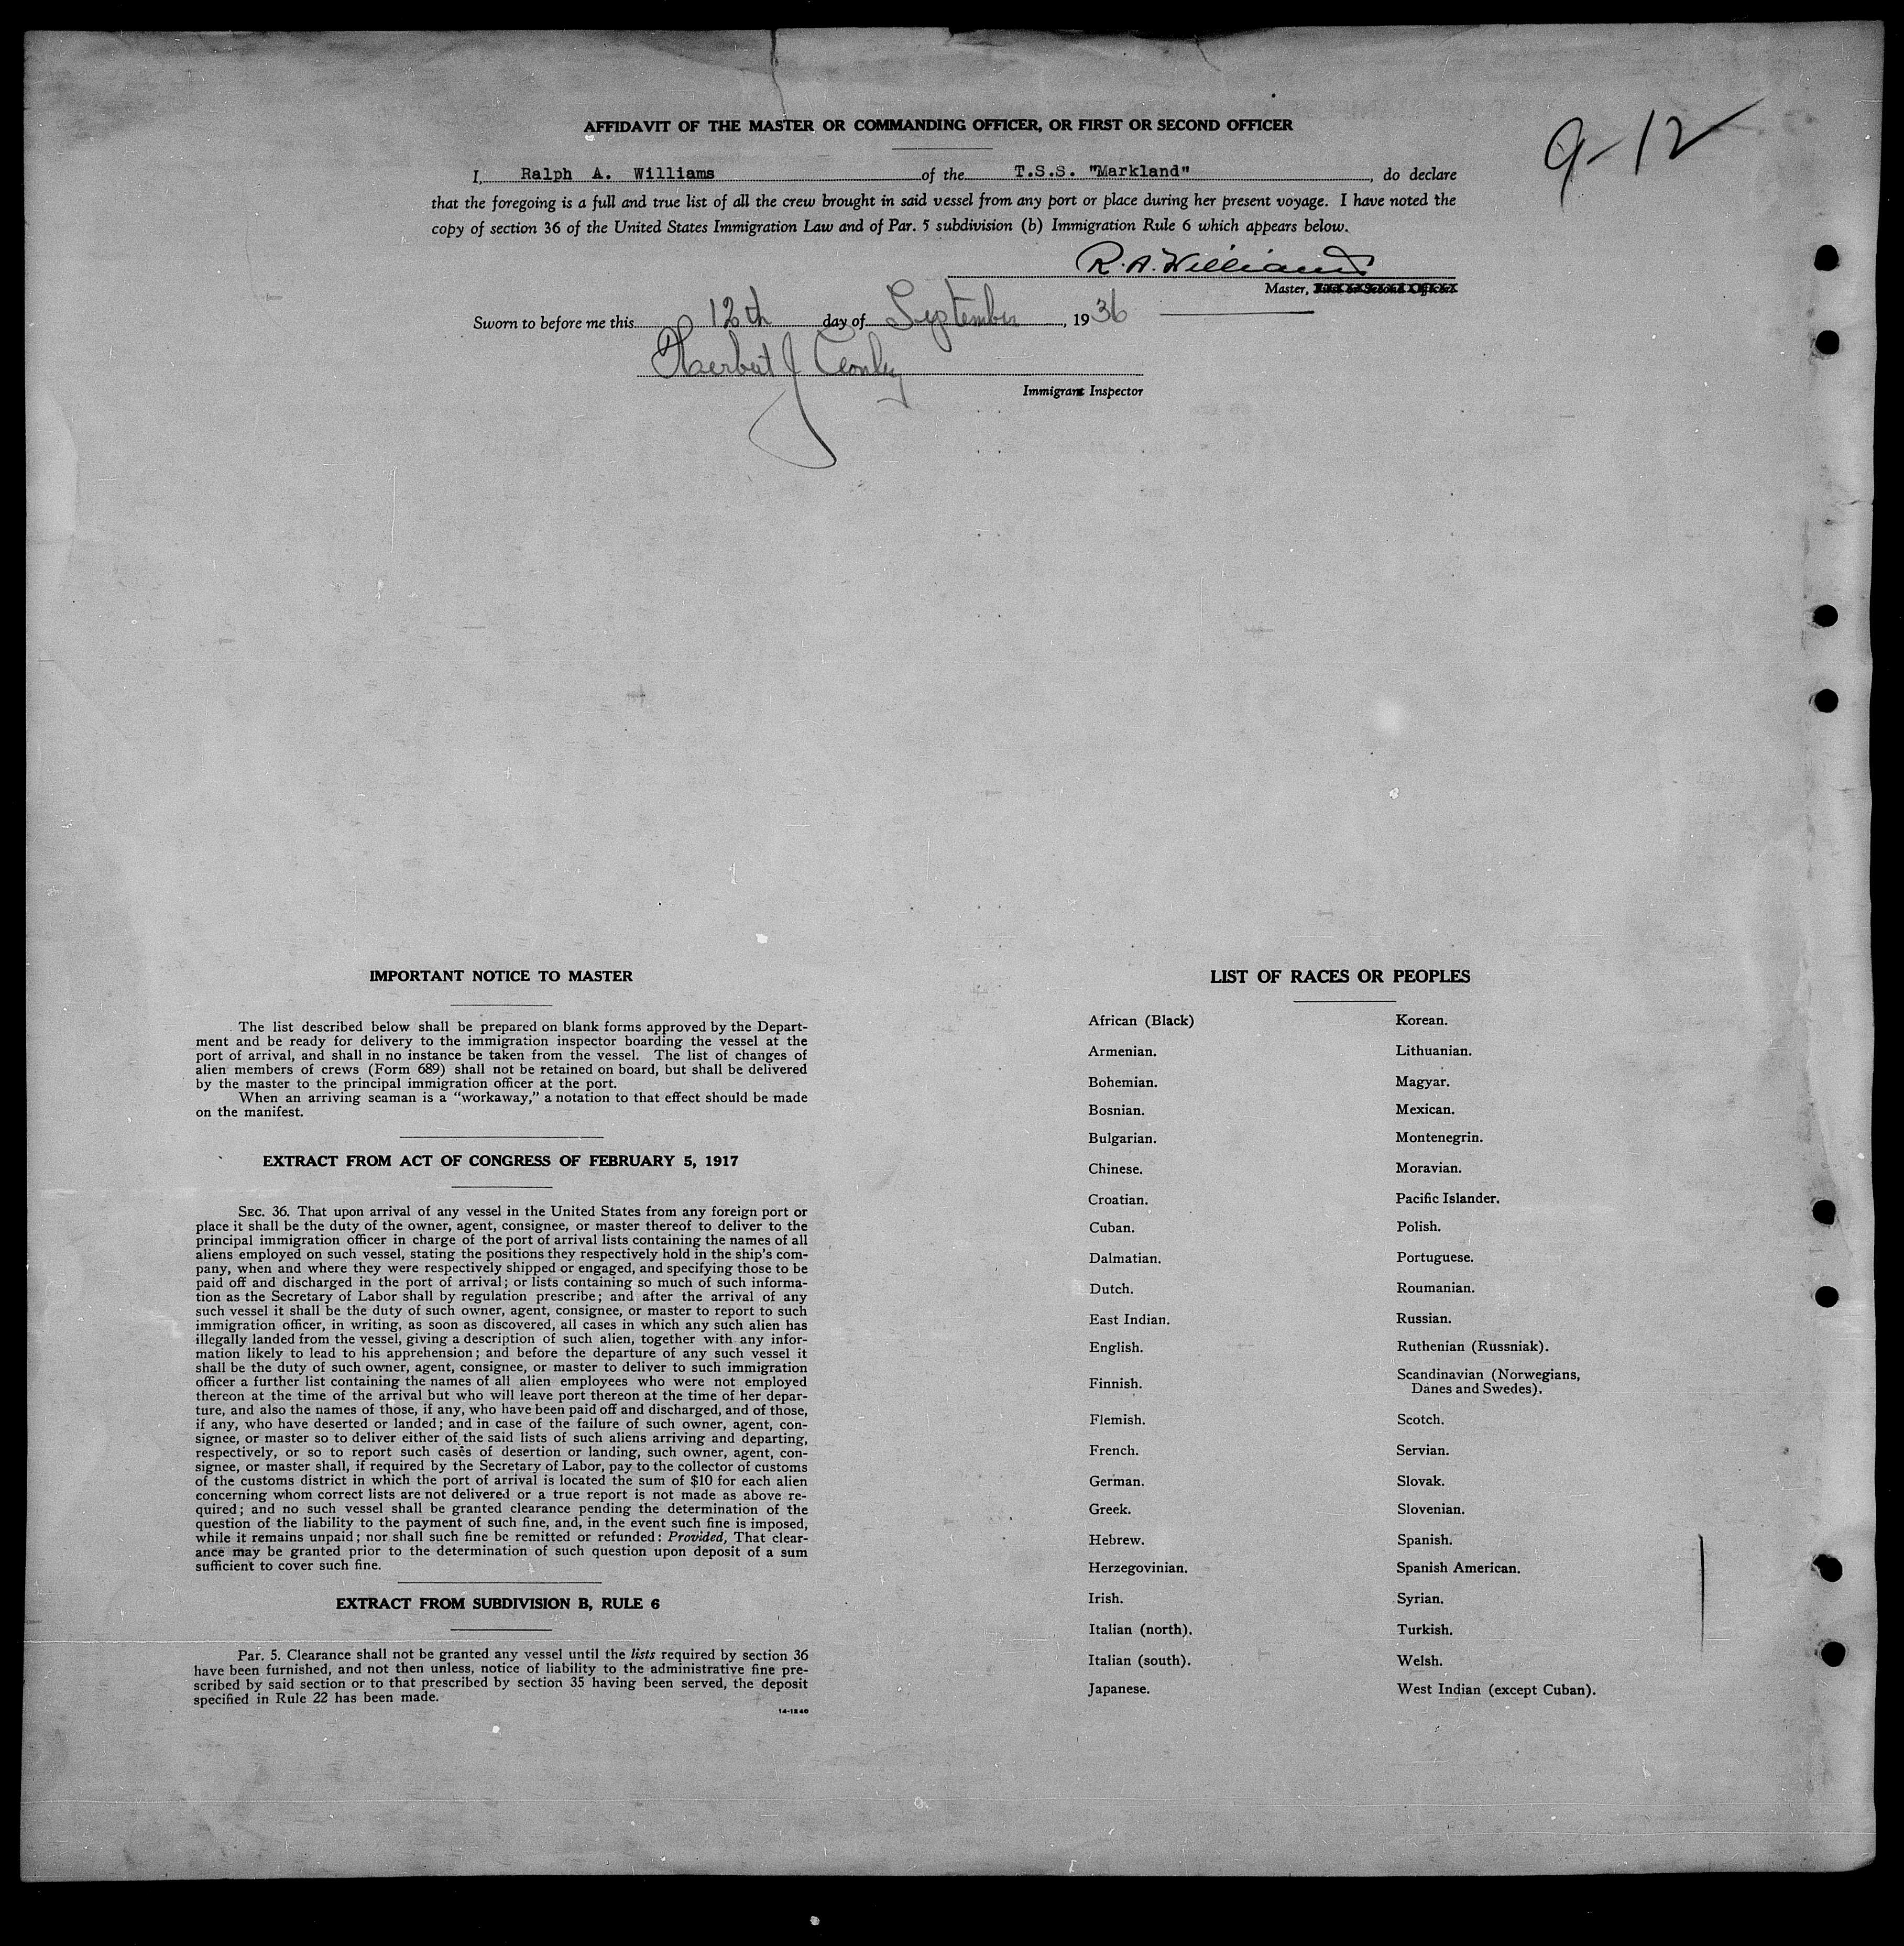 9-12
AFFIDAVIT OF THE MASTER OR COMMANDING OFFICER, OR FIRST OR SECOND OFFICER
I, Ralph A. Williams of the T.S.S. "Markland", do declare
that the foregoing is a full and true list of all the crew brought in said vessel from any port or place during her present voyage. I have noted the
copy of section 36 of the United States Immigration Law and of Par. 5 subdivision (b) Immigration Rule 6 which appears below.
R. A. Williams
Master, First or Second Officer
Sworn to before me this 12th day of September, 1936
Herbert J Conley
Immigrant Inspector
IMPORTANT NOTICE TO MASTER
The list described below shall be prepared on blank forms approved by the Depart-
ment and be ready for delivery to the immigration inspector boarding the vessel at the
port of arrival, and shall in no instance be taken from the vessel. The list of changes of
alien members of crews (Form 689) shall not be retained on board, but shall be delivered
by the master to the principal immigration officer at the port.
When an arriving seaman is a "workaway," a notation to that effect should be made
on the manifest.
EXTRACT FROM ACT OF CONGRESS OF FEBRUARY 5, 1917
SEC. 36. That upon arrival of any vessel in the United States from any foreign port or
place it shall be the duty of the owner, agent, consignee, or master thereof to deliver to the
principal immigration officer in charge of the port of arrival lists containing the names of all
aliens employed on such vessel, stating the positions they respectively hold in the ship's com-
pany, when and where they were respectively shipped or engaged, and specifying those to be
paid off and discharged in the port of arrival; or lists containing so much of such informa-
tion as the Secretary of Labor shall by regulation prescribe; and after the arrival of any
such vessel it shall be the duty of such owner, agent, consignee, or master to report to such
immigration officer, in writing, as soon as discovered, all cases in which any such alien has
illegally landed from the vessel, giving a description of such alien, together with any infor-
mation likely to lead to his apprehension; and before the departure of any such vessel it
shall be the duty of such owner, agent, consignee, or master to deliver to such immigration
officer a further list containing the names of all alien employees who were not employed
thereon at the time of the arrival but who will leave port thereon at the time of her depar-
ture, and also the names of those, if any, who have been paid off and discharged, and of those,
if any, who have deserted or landed; and in case of the failure of such owner, agent, con-
signee, or master so to deliver either of the said lists of such aliens arriving and departing,
respectively, or so to report such cases of desertion or landing, such owner, agent, con-
signee, or master shall, if required by the Secretary of Labor, pay to the collector of customs
of the customs district in which the port of arrival is located the sum of $10 for each alien
concerning whom correct lists are not delivered or a true report is not made as above re-
quired; and no such vessel shall be granted clearance pending the determination of the
question of the liability to the payment of such fine, and, in the event such fine is imposed,
while it remains unpaid; nor shall such fine be remitted or refunded: Provided, That clear-
ance may be granted prior to the determination of such question upon deposit of a sum
sufficient to cover such fine.
EXTRACT FROM SUBDIVISION B, RULE 6
Par. 5. Clearance shall not be granted any vessel until the lists required by section 36
have been furnished, and not then unless, notice of liability to the administrative fine pre-
scribed by said section or to that prescribed by section 35 having been served, the deposit
specified in Rule 22 has been made.
14-1240
LIST OF RACES OR PEOPLES
African (Black)
Armenian.
Bohemian.
Bosnian.
Bulgarian.
Chinese.
Croatian.
Cuban.
Dalmatian.
Dutch.
East Indian.
English.
Finnish.
Flemish.
French.
German.
Greek.
Hebrew.
Herzegovinian.
Irish.
Italian (north).
Italian (south).
Japanese.
Korean.
Lithuanian.
Magyar.
Mexican.
Montenegrin.
Moravian.
Pacific Islander.
Polish.
Portuguese.
Roumanian.
Russian.
Ruthenian (Russniak).
Scandinavian (Norwegians,
Danes and Swedes).
Scotch.
Servian.
Slovak.
Slovenian.
Spanish.
Spanish American.
Syrian.
Turkish.
Welsh.
West Indian (except Cuban).